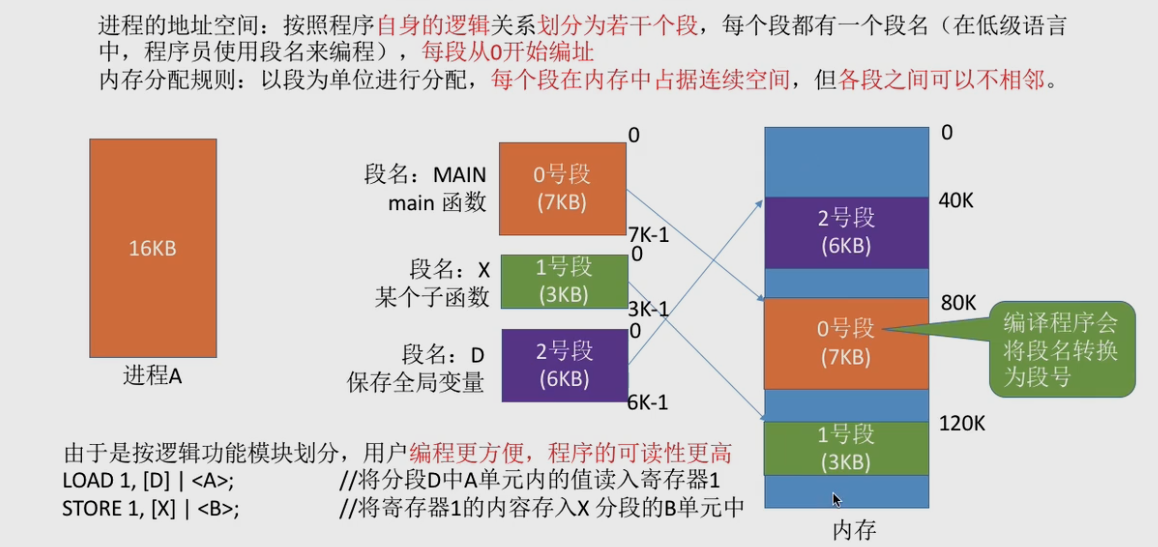 进程的地址空间：按照程序自身的逻辑关系划分为若干个段，每个段都有一个段名（在低级语言
中，程序员使用段名来编程），每段从0开始编址
内存分配规则：以段为单位进行分配，每个段在内存中占据连续空间，但各段之间可以不相邻。
16KB
进程A
段名：MAIN
main 函数
0号段
(7KB)
0
7K-1
段名：X
某个子函数
1号段
(3KB)
0
3K-1
段名：D
保存全局变量
2号段
(6KB)
0
6K-1
0
40K
2号段
(6KB)
80K
0号段
(7KB)
120K
1号段
(3KB)
内存
编译程序会
将段名转换
为段号
由于是按逻辑功能模块划分，用户编程更方便，程序的可读性更高
LOAD 1, [D] | <A>; //将分段D中A单元内的值读入寄存器1
STORE 1, [X] | <B>; //将寄存器1的内容存入X 分段的B单元中